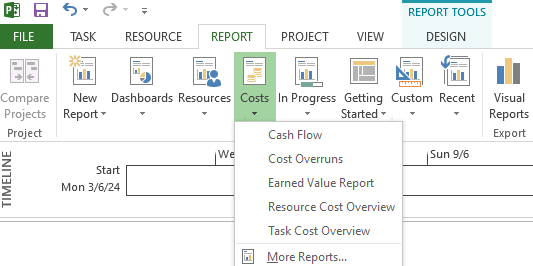 REPORT TOOLS
FILE TASK RESOURCE REPORT PROJECT VIEW DESIGN
Compare Projects
New Report
Dashboards
Resources
Costs
In Progress
Getting Started
Custom
Recent
Visual Reports
Project
Export
Cash Flow
Cost Overruns
Earned Value Report
Resource Cost Overview
Task Cost Overview
More Reports...
TIMELINE
Start
Mon 3/6/24
We
Sun 9/6